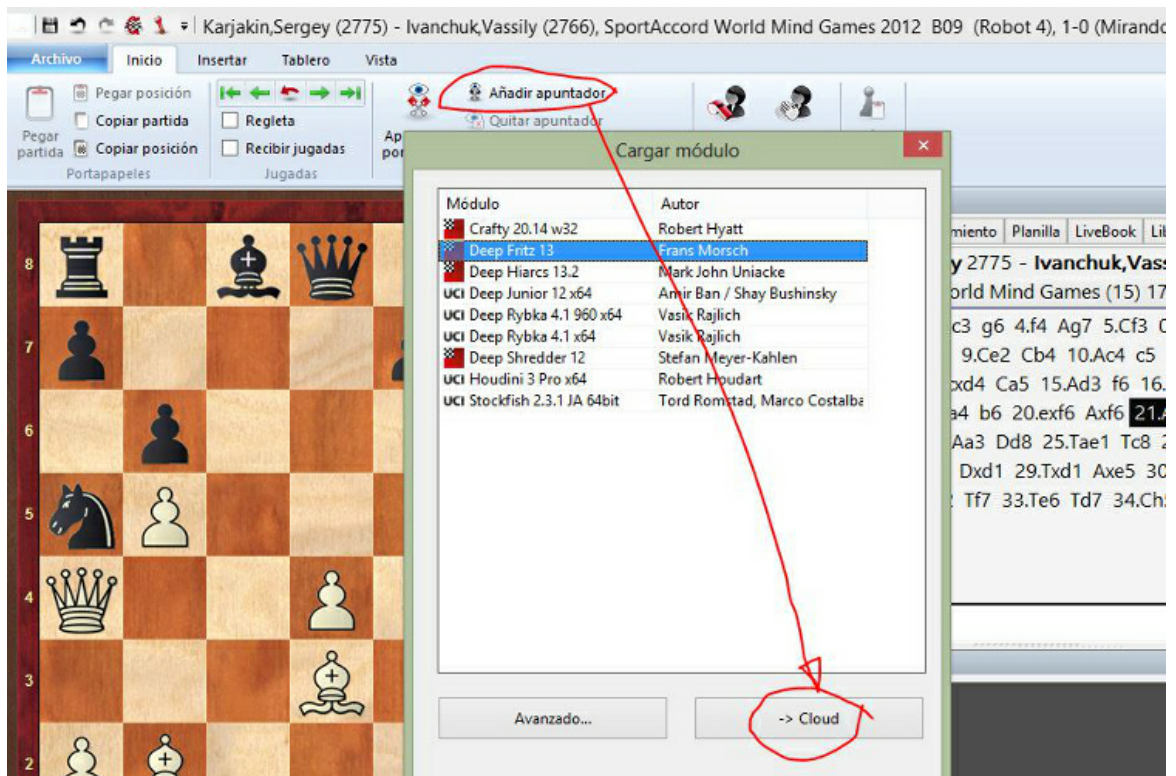 Karjakin,Sergey (2775) - Ivanchuk,Vassily (2766), SportAccord World Mind Games 2012 B09 (Robot 4), 1-0 (Mirando
Archivo Inicio Insertar Tablero Vista
Pegar partida
Pegar posición
Copiar partida
Copiar posición
Portapapeles
Regleta
Recibir jugadas
Jugadas
Añadir apuntador
Quitar apuntador
Cargar módulo
Módulo Autor
Crafty 20.14 w32 Robert Hyatt
Deep Fritz 13 Frans Morsch
Deep Hiarcs 13.2 Mark John Uniacke
UCI Deep Junior 12 x64 Amir Ban / Shay Bushinsky
UCI Deep Rybka 4.1 960 x64 Vasik Rajlich
UCI Deep Rybka 4.1 x64 Vasik Rajlich
Deep Shredder 12 Stefan Meyer-Kahlen
UCI Houdini 3 Pro x64 Robert Houdart
UCI Stockfish 2.3.1 JA 64bit Tord Romstad, Marco Costalba
Avanzado... -> Cloud
miento Planilla LiveBook Lib
y 2775 - Ivanchuk,Vass
orld Mind Games (15) 17
c3 g6 4.f4 Ag7 5.Cf3
9.Ce2 Cb4 10.Ac4 c5
xd4 Ca5 15.Ad3 f6 16.
a4 b6 20.exf6 Axf6 21.A
Aa3 Dd8 25.Tae1 Tc8 2
Dxd1 29.Txd1 Axe5 30
Tf7 33.Te6 Td7 34.Ch
8
7
6
5
4
3
2